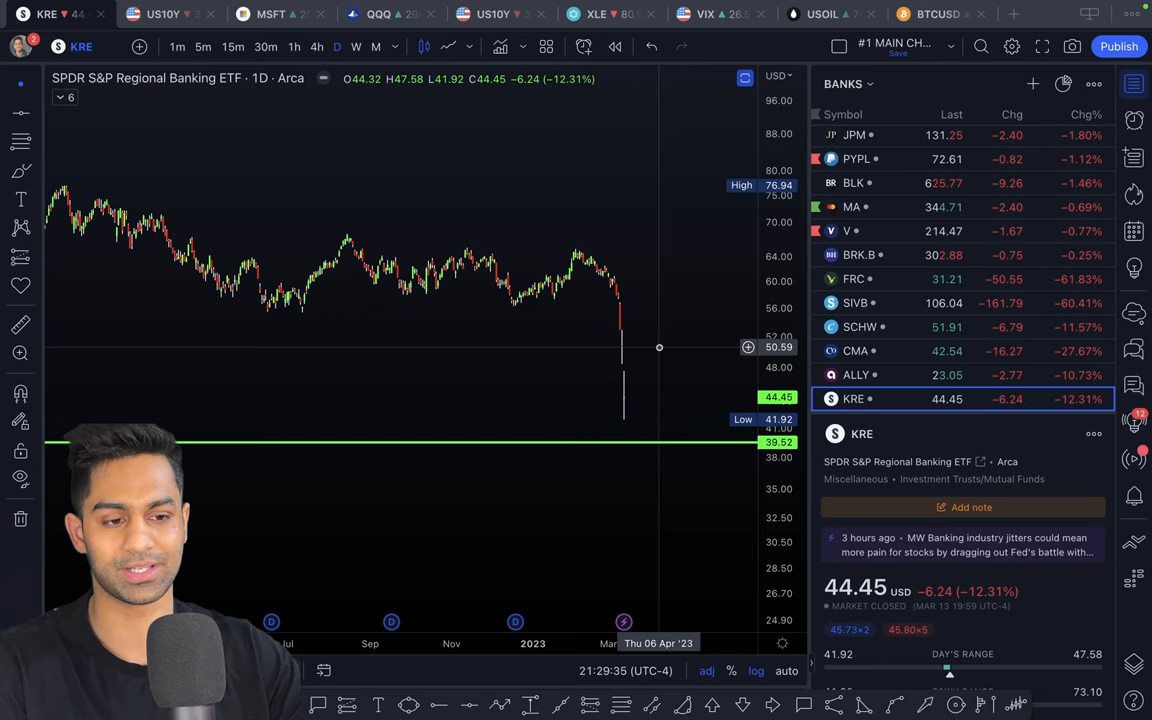 KRE ▼ 44.
US10Y ▼ 3
MSFT ▲ 25
QQQ ▲ 29
US10Y ▼ 3
XLE ▼ 80.
VIX ▲ 26.5
USOIL ▲ 7
BTCUSD
2
KRE
1m 5m 15m 30m 1h 4h D W M
#1 MAIN CH...
Save
Publish
SPDR S&P Regional Banking ETF · 1D · Arca
O44.32 H47.58 L41.92 C44.45 −6.24 (−12.31%)
6
USD
96.00
88.00
80.00
High 76.94
75.00
70.00
64.00
60.00
56.00
52.00
50.59
48.00
44.45
Low 41.92
41.00
39.52
38.00
35.00
32.50
30.50
28.50
26.70
24.90
D D D
Jul Sep Nov 2023 Mar
Thu 06 Apr '23
21:29:35 (UTC-4) adj % log auto
BANKS
Symbol Last Chg Chg%
JPM 131.25 −2.40 −1.80%
PYPL 72.61 −0.82 −1.12%
BLK 625.77 −9.26 −1.46%
MA 344.71 −2.40 −0.69%
V 214.47 −1.67 −0.77%
BRK.B 302.88 −0.75 −0.25%
FRC 31.21 −50.55 −61.83%
SIVB 106.04 −161.79 −60.41%
SCHW 51.91 −6.79 −11.57%
CMA 42.54 −16.27 −27.67%
ALLY 23.05 −2.77 −10.73%
KRE 44.45 −6.24 −12.31%
KRE
SPDR S&P Regional Banking ETF • Arca
Miscellaneous • Investment Trusts/Mutual Funds
Add note
3 hours ago • MW Banking industry jitters could mean
more pain for stocks by dragging out Fed's battle with...
44.45 USD −6.24 (−12.31%)
MARKET CLOSED (MAR 13 19:59 UTC-4)
45.73×2 45.80×5
41.92 DAY'S RANGE 47.58
73.10
12